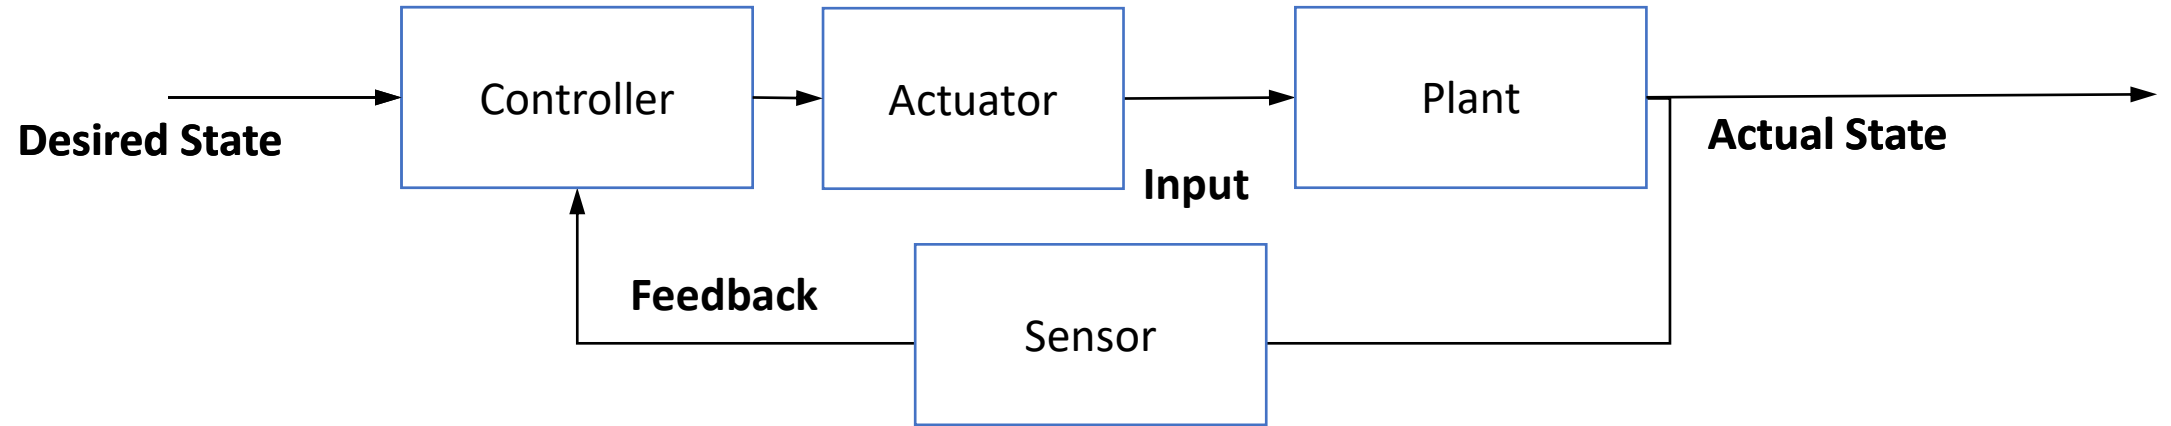 Controller
Actuator
Plant
Desired State
Actual State
Input
Feedback
Sensor